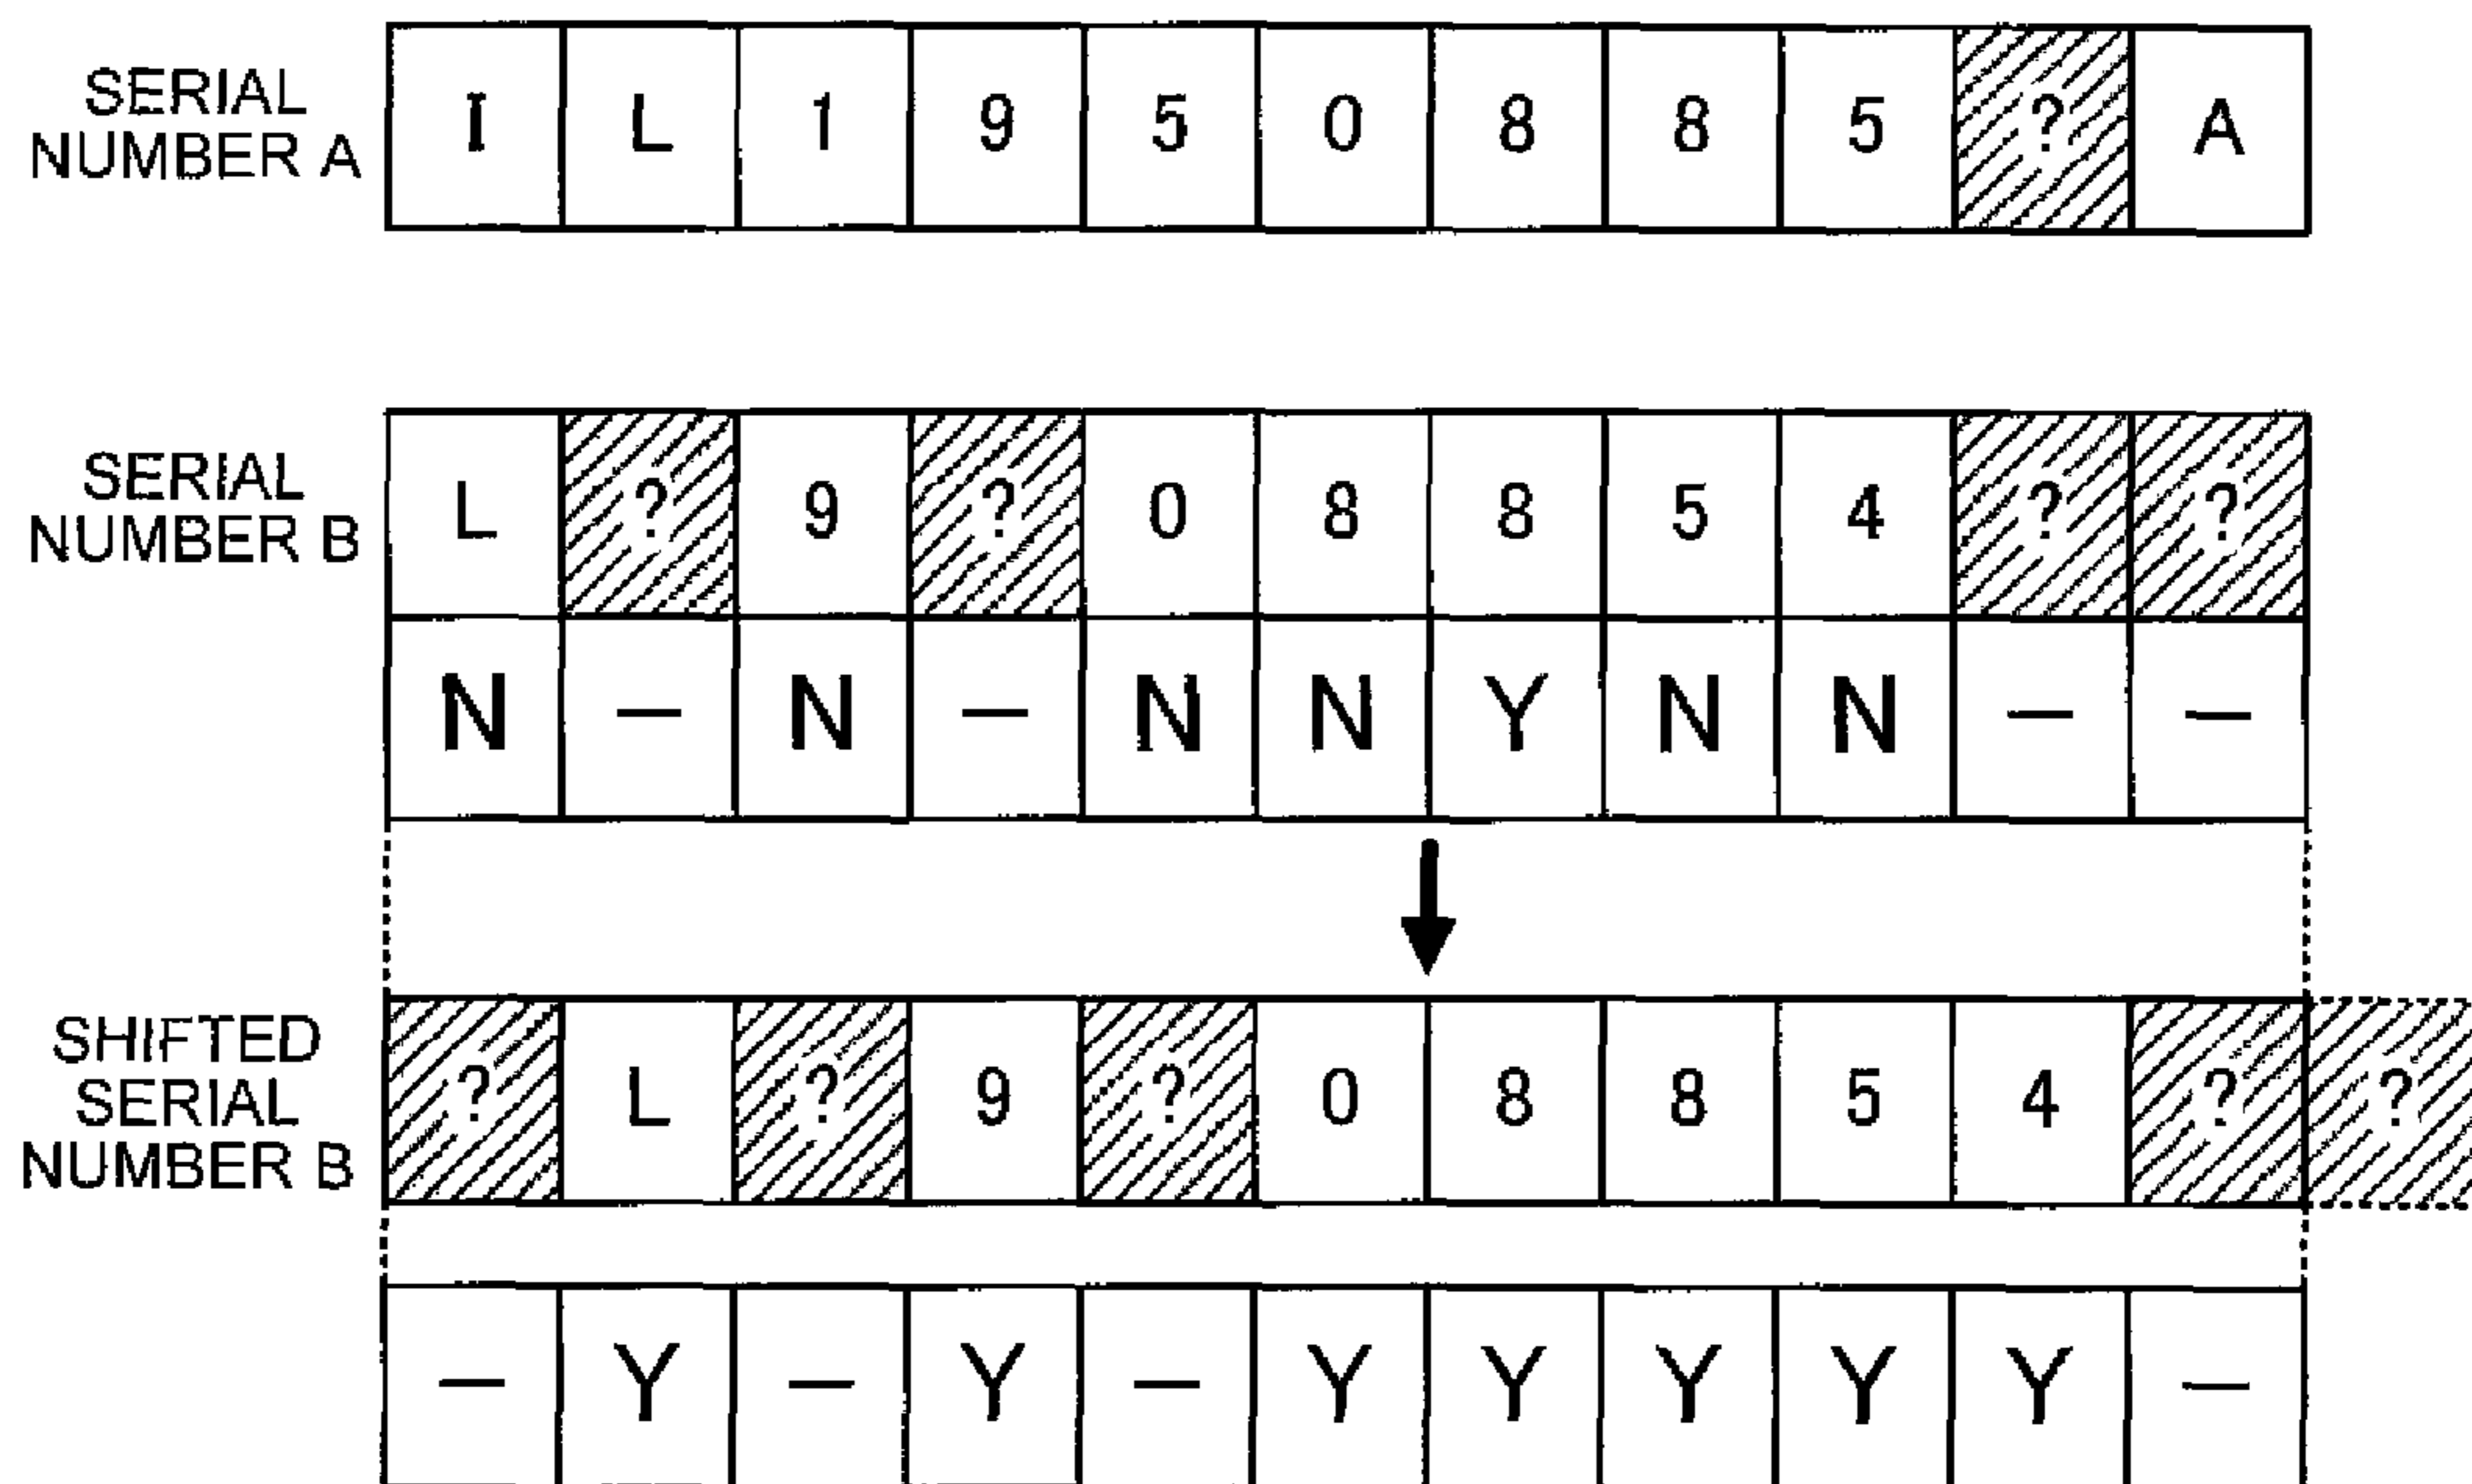 SERIAL NUMBER A
I L 1 9 5 0 8 8 5 ? A
SERIAL NUMBER B
L ? 9 ? 0 8 8 5 4 ? ?
N — N — N N Y N N — —
SHIFTED SERIAL NUMBER B
? L ? 9 ? 0 8 8 5 4 ? ?
— Y — Y — Y Y Y Y Y —